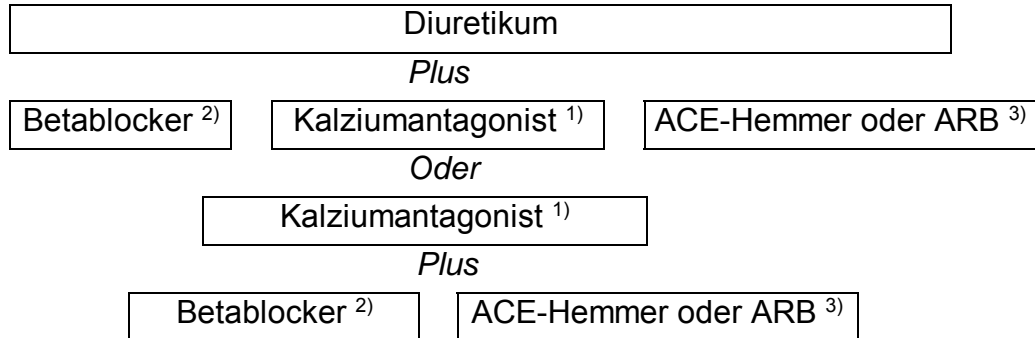 Diuretikum
Plus
Betablocker 2) Kalziumantagonist 1) ACE-Hemmer oder ARB 3)
Oder
Kalziumantagonist 1)
Plus
Betablocker 2) ACE-Hemmer oder ARB 3)